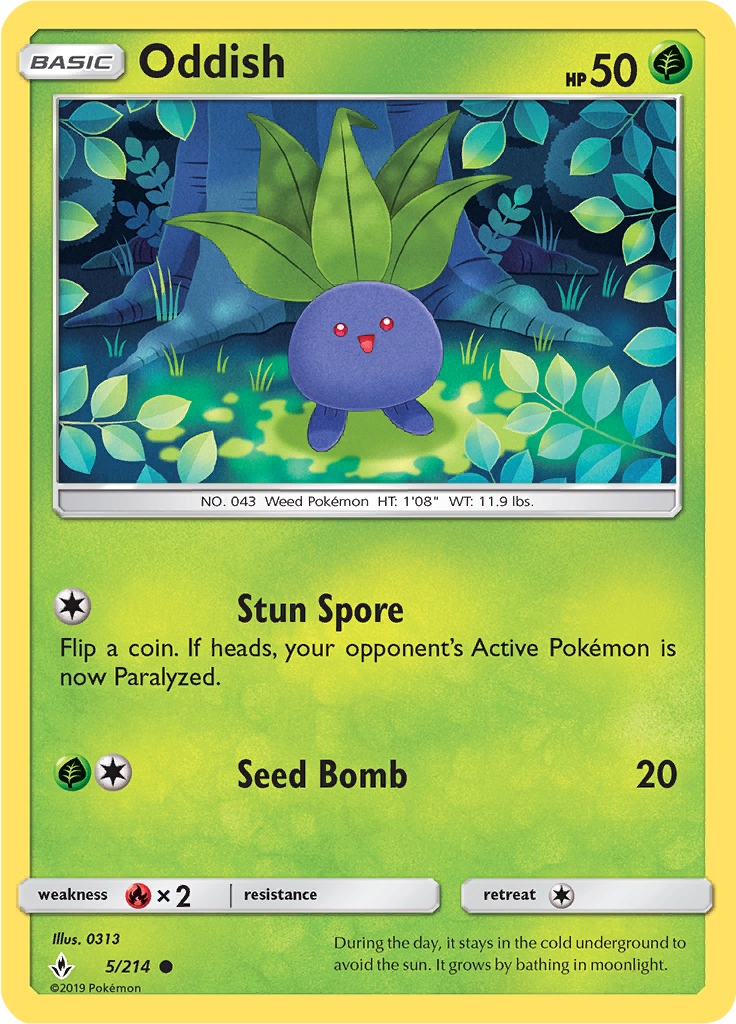 BASIC Oddish HP 50
NO. 043 Weed Pokémon HT: 1'08" WT: 11.9 lbs.
Stun Spore
Flip a coin. If heads, your opponent's Active Pokémon is
now Paralyzed.
Seed Bomb 20
weakness × 2 resistance retreat
Illus. 0313
5/214
©2019 Pokémon
During the day, it stays in the cold underground to
avoid the sun. It grows by bathing in moonlight.